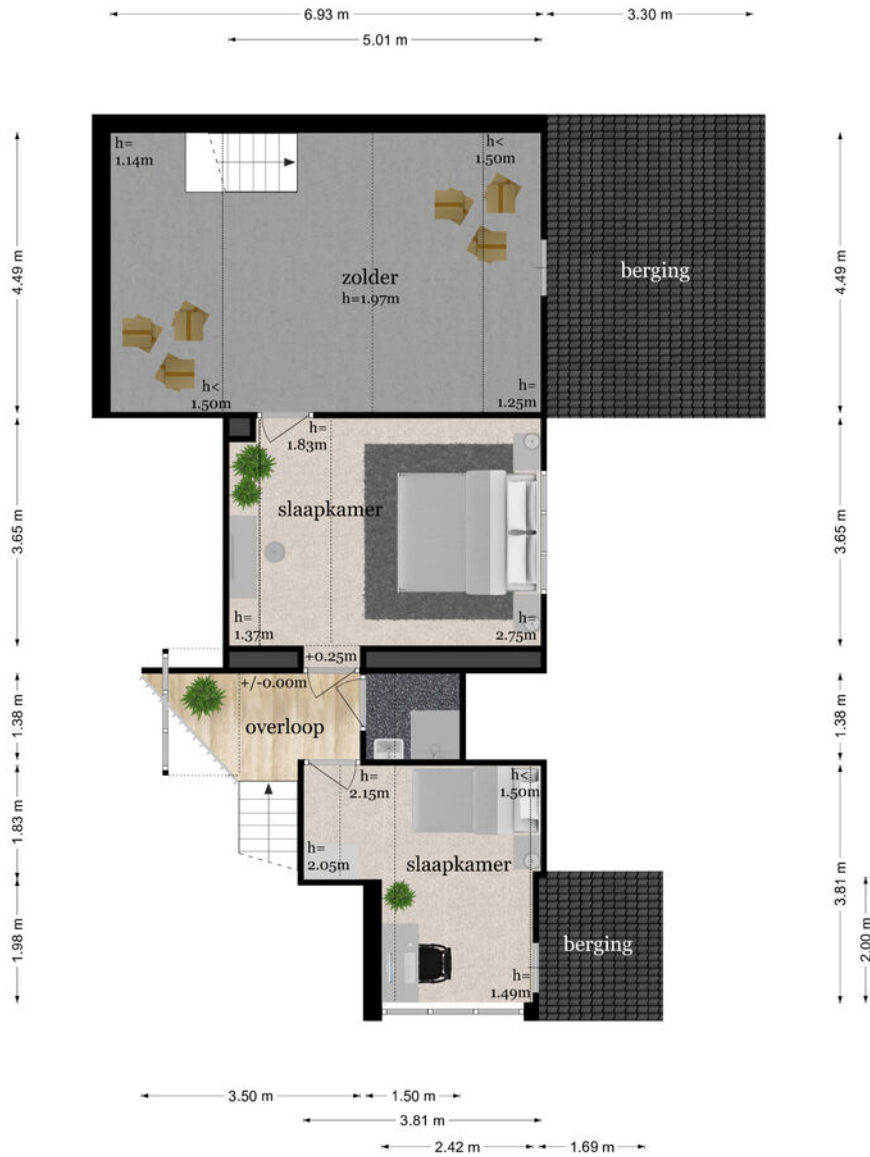 6.93 m
3.30 m
5.01 m
h=
1.14m
h<
1.50m
4.49 m
zolder
h=1.97m
berging
4.49 m
h<
1.50m
h=
1.25m
h=
1.83m
slaapkamer
3.65 m
3.65 m
h=
1.37m
h=
2.75m
+0.25m
+/-0.00m
overloop
1.38 m
1.38 m
h=
2.15m
h<
1.50m
1.83 m
h=
2.05m
slaapkamer
3.81 m
1.98 m
berging
2.00 m
h=
1.49m
3.50 m
1.50 m
3.81 m
2.42 m
1.69 m